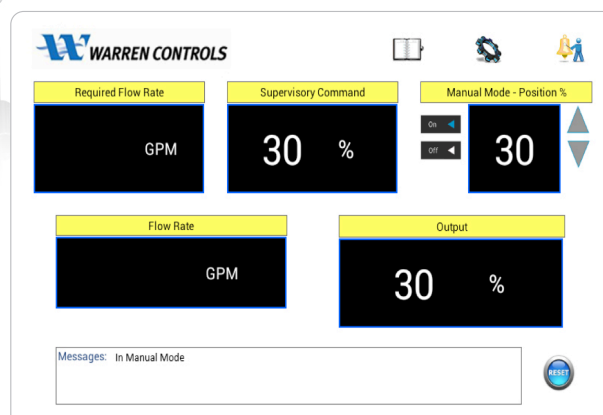 WARREN CONTROLS
Required Flow Rate
Supervisory Command
Manual Mode - Position %
GPM
30 %
On
Off
30
Flow Rate
Output
GPM
30 %
Messages: In Manual Mode
RESET